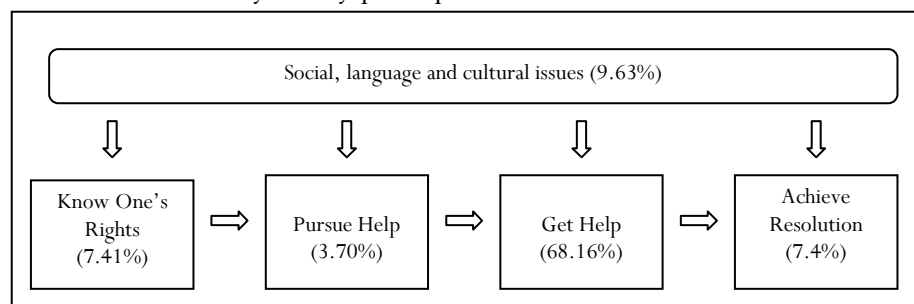 Social, language and cultural issues (9.63%)
Know One's
Rights
(7.41%)
Pursue Help
(3.70%)
Get Help
(68.16%)
Achieve
Resolution
(7.4%)